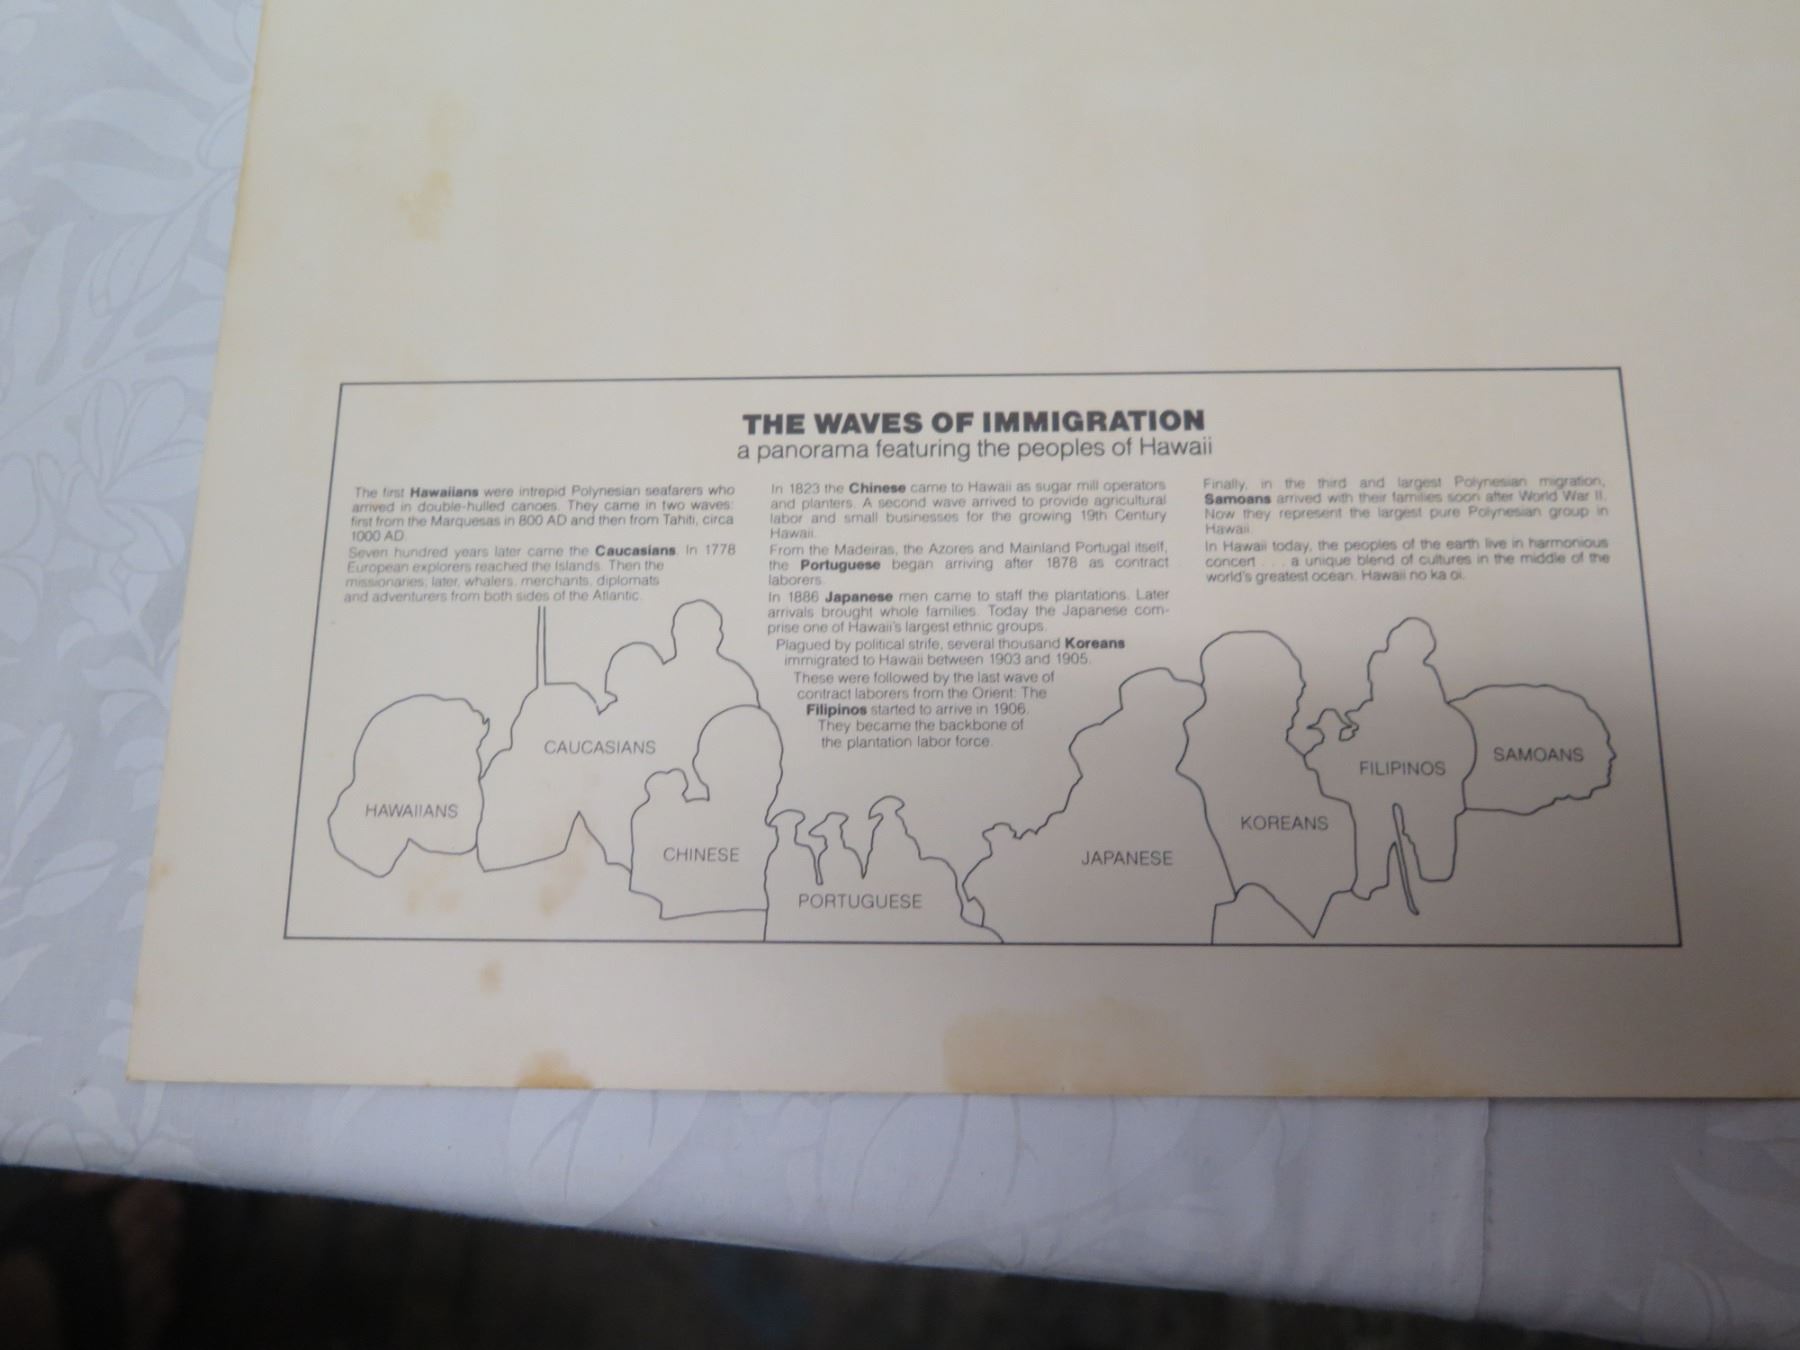 THE WAVES OF IMMIGRATION
a panorama featuring the peoples of Hawaii
The first Hawaiians were intrepid Polynesian seafarers who
arrived in double-hulled canoes. They came in two waves:
first from the Marquesas in 800 AD and then from Tahiti, circa
1000 AD.
Seven hundred years later came the Caucasians. In 1778
European explorers reached the Islands. Then the
missionaries; later, whalers, merchants, diplomats
and adventurers from both sides of the Atlantic.
In 1823 the Chinese came to Hawaii as sugar mill operators
and planters. A second wave arrived to provide agricultural
labor and small businesses for the growing 19th Century
Hawaii.
From the Madeiras, the Azores and Mainland Portugal itself,
the Portuguese began arriving after 1878 as contract
laborers.
In 1886 Japanese men came to staff the plantations. Later
arrivals brought whole families. Today the Japanese com-
prise one of Hawaii's largest ethnic groups.
Plagued by political strife, several thousand Koreans
immigrated to Hawaii between 1903 and 1905.
These were followed by the last wave of
contract laborers from the Orient: The
Filipinos started to arrive in 1906.
They became the backbone of
the plantation labor force.
Finally, in the third and largest Polynesian migration,
Samoans arrived with their families soon after World War II.
Now they represent the largest pure Polynesian group in
Hawaii.
In Hawaii today, the peoples of the earth live in harmonious
concert . . . a unique blend of cultures in the middle of the
world's greatest ocean. Hawaii no ka oi.
HAWAIIANS
CAUCASIANS
CHINESE
PORTUGUESE
JAPANESE
KOREANS
FILIPINOS
SAMOANS